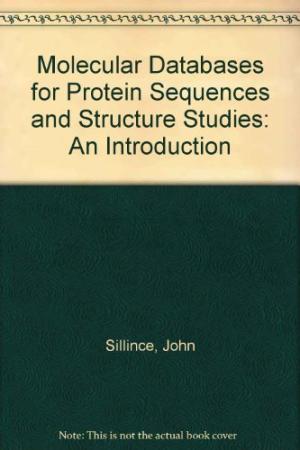 Molecular Databases
for Protein Sequences
and Structure Studies:
An Introduction
Sillince, John
Note: This is not the actual book cover